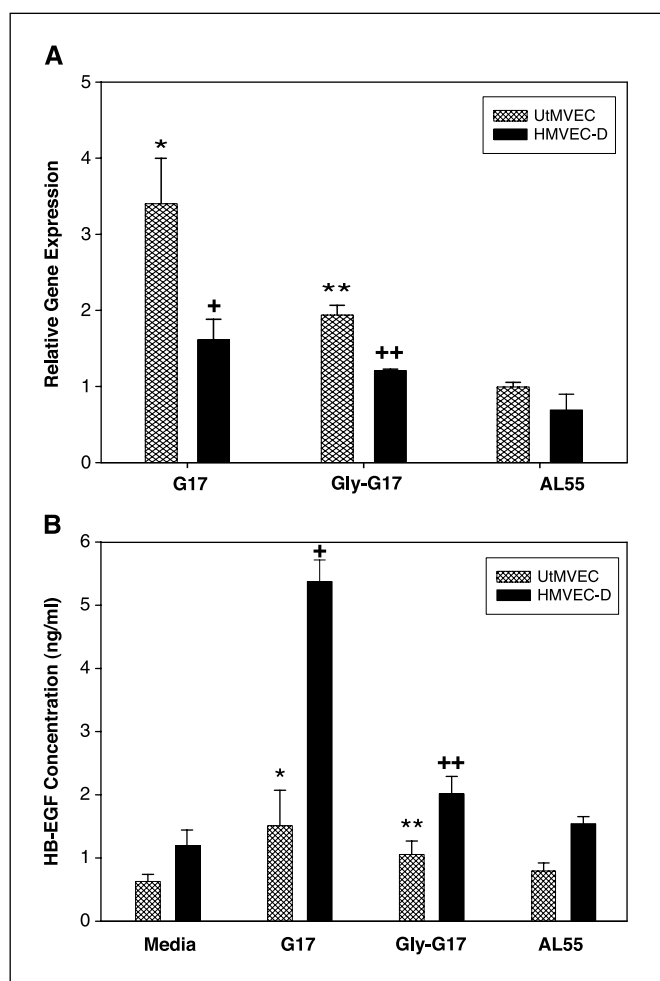 A
Relative Gene Expression
5
4
3
2
1
0
UtMVEC
HMVEC-D
*
+
**
++
G17
Gly-G17
AL55
B
HB-EGF Concentration (ng/ml)
6
5
4
3
2
1
0
UtMVEC
HMVEC-D
*
+
**
++
Media
G17
Gly-G17
AL55